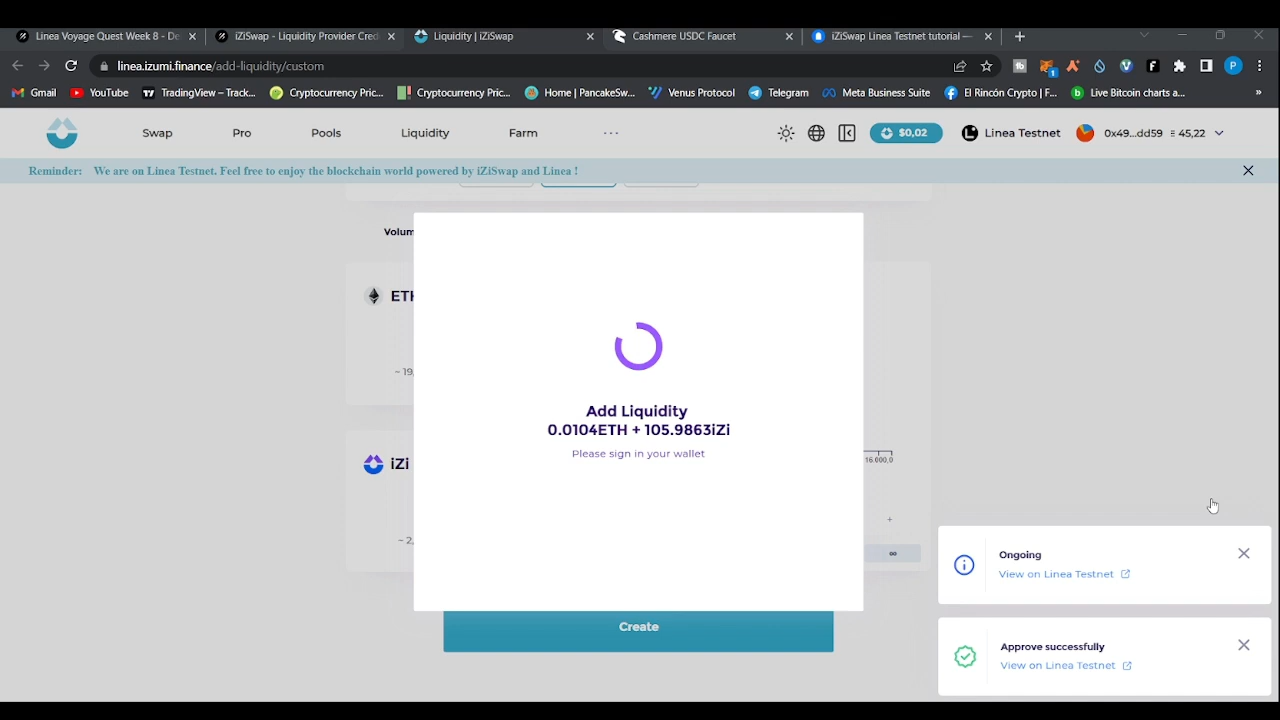 Linea Voyage Quest Week 8 - De
iZiSwap - Liquidity Provider Cred
Liquidity | iZiSwap
Cashmere USDC Faucet
iZiSwap Linea Testnet tutorial —
linea.izumi.finance/add-liquidity/custom
Gmail
YouTube
TradingView – Track...
Cryptocurrency Pric...
Cryptocurrency Pric...
Home | PancakeSw...
Venus Protocol
Telegram
Meta Business Suite
El Rincón Crypto | F...
Live Bitcoin charts a...
»
Swap
Pro
Pools
Liquidity
Farm
...
$0,02
Linea Testnet
0x49...dd59
45,22
Reminder: We are on Linea Testnet. Feel free to enjoy the blockchain world powered by iZiSwap and Linea !
Volum
ETH
~ 19,
Add Liquidity
0.0104ETH + 105.9863iZi
Please sign in your wallet
iZi
16.000,0
~ 2,
∞
Create
Ongoing
View on Linea Testnet
Approve successfully
View on Linea Testnet